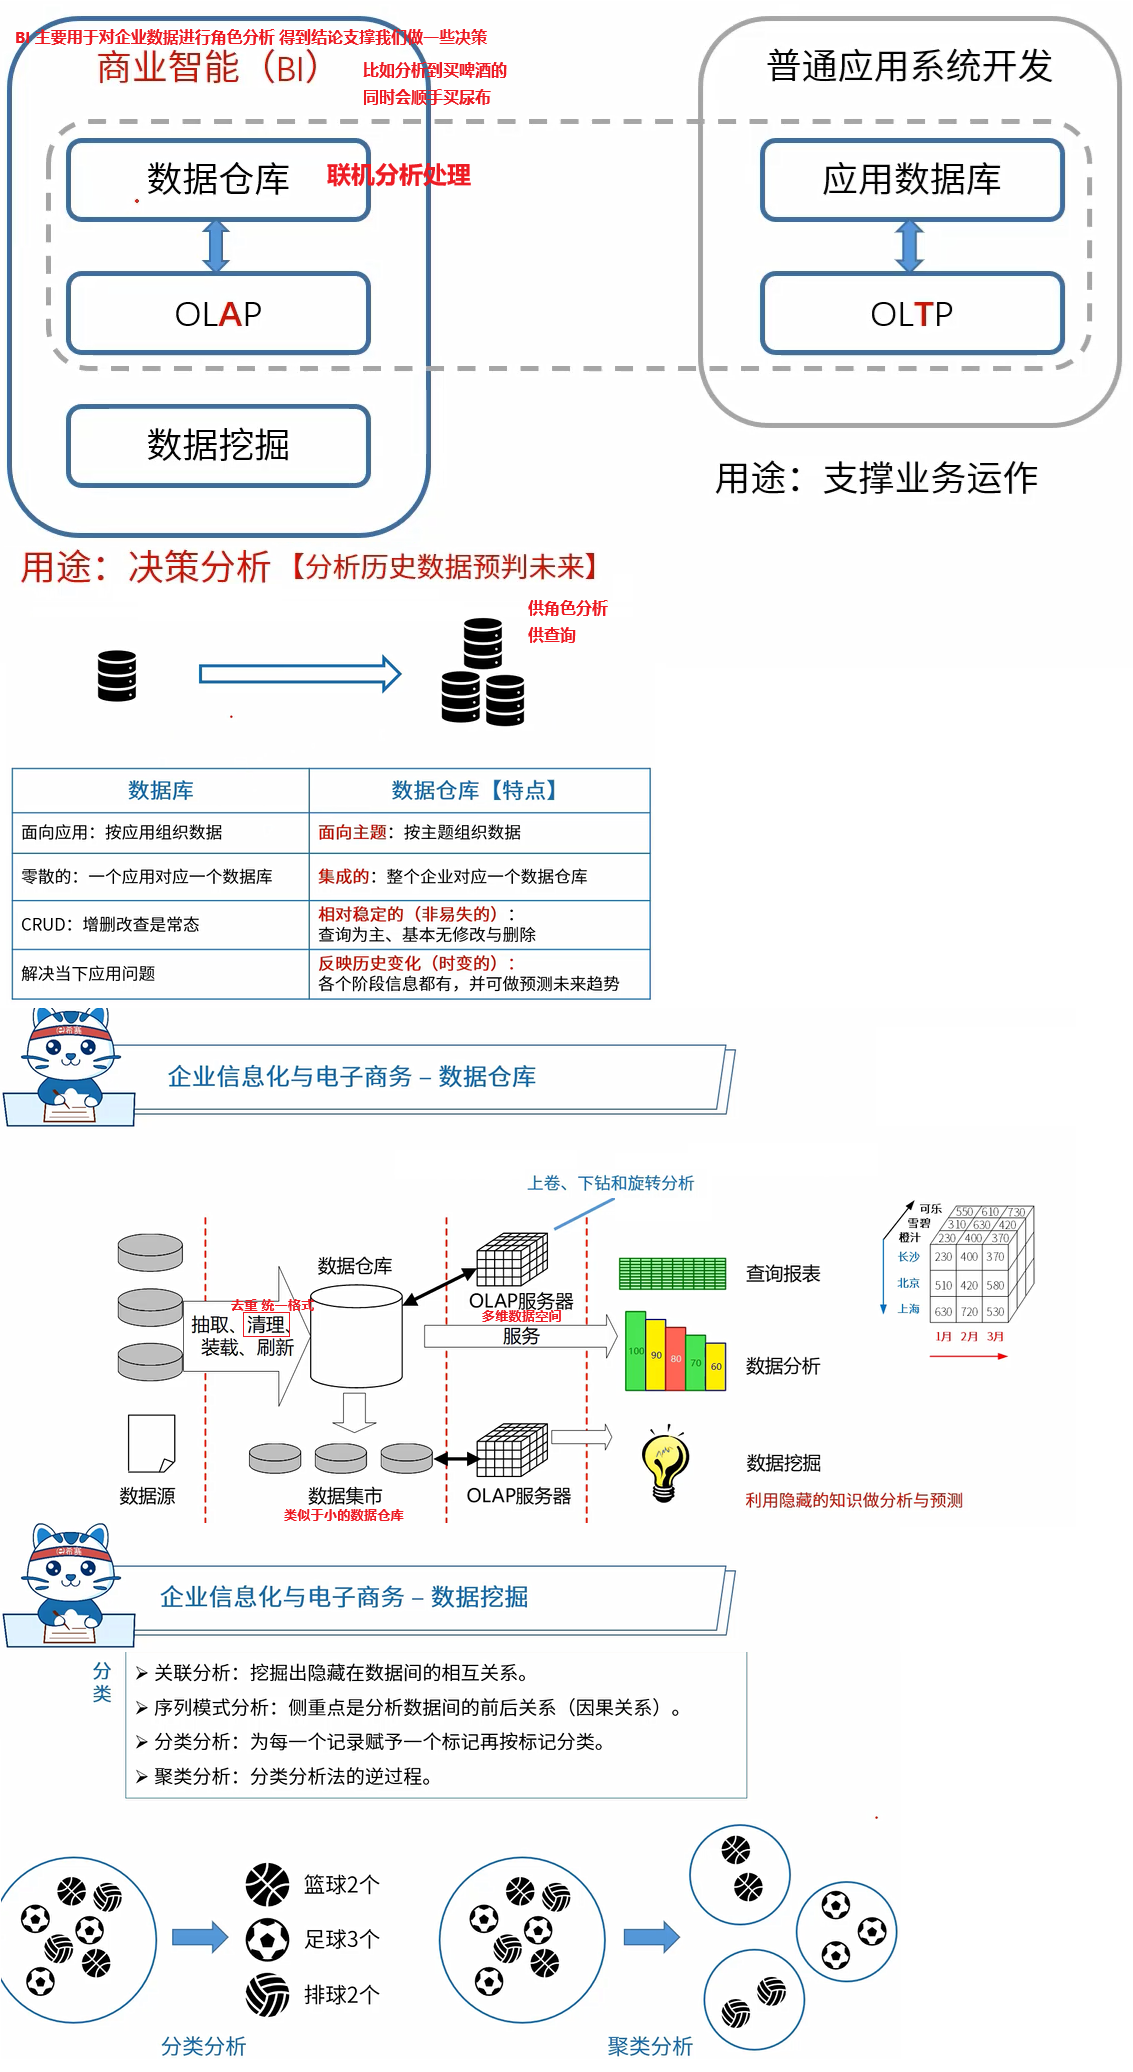 BI 主要用于对企业数据进行角色分析 得到结论支撑我们做一些决策
商业智能（BI）
比如分析到买啤酒的
同时会顺手买尿布
普通应用系统开发
数据仓库
联机分析处理
应用数据库
OLAP
OLTP
数据挖掘
用途：支撑业务运作
用途：决策分析【分析历史数据预判未来】
供角色分析
供查询
数据库
数据仓库【特点】
面向应用：按应用组织数据
面向主题：按主题组织数据
零散的：一个应用对应一个数据库
集成的：整个企业对应一个数据仓库
CRUD：增删改查是常态
相对稳定的（非易失的）：
查询为主、基本无修改与删除
解决当下应用问题
反映历史变化（时变的）：
各个阶段信息都有，并可做预测未来趋势
希赛
企业信息化与电子商务 – 数据仓库
上卷、下钻和旋转分析
可乐
550 610 730
雪碧
310 630 420
橙汁
230 400 370
长沙
230 400 370
北京
510 420 580
上海
630 720 530
1月 2月 3月
数据仓库
去重 统一格式
抽取、清理、
装载、刷新
OLAP服务器
多维数据空间
服务
查询报表
100
90
80
70
60
数据分析
数据源
数据集市
类似于小的数据仓库
OLAP服务器
数据挖掘
利用隐藏的知识做分析与预测
希赛
企业信息化与电子商务 – 数据挖掘
分类
➢ 关联分析：挖掘出隐藏在数据间的相互关系。
➢ 序列模式分析：侧重点是分析数据间的前后关系（因果关系）。
➢ 分类分析：为每一个记录赋予一个标记再按标记分类。
➢ 聚类分析：分类分析法的逆过程。
篮球2个
足球3个
排球2个
分类分析
聚类分析